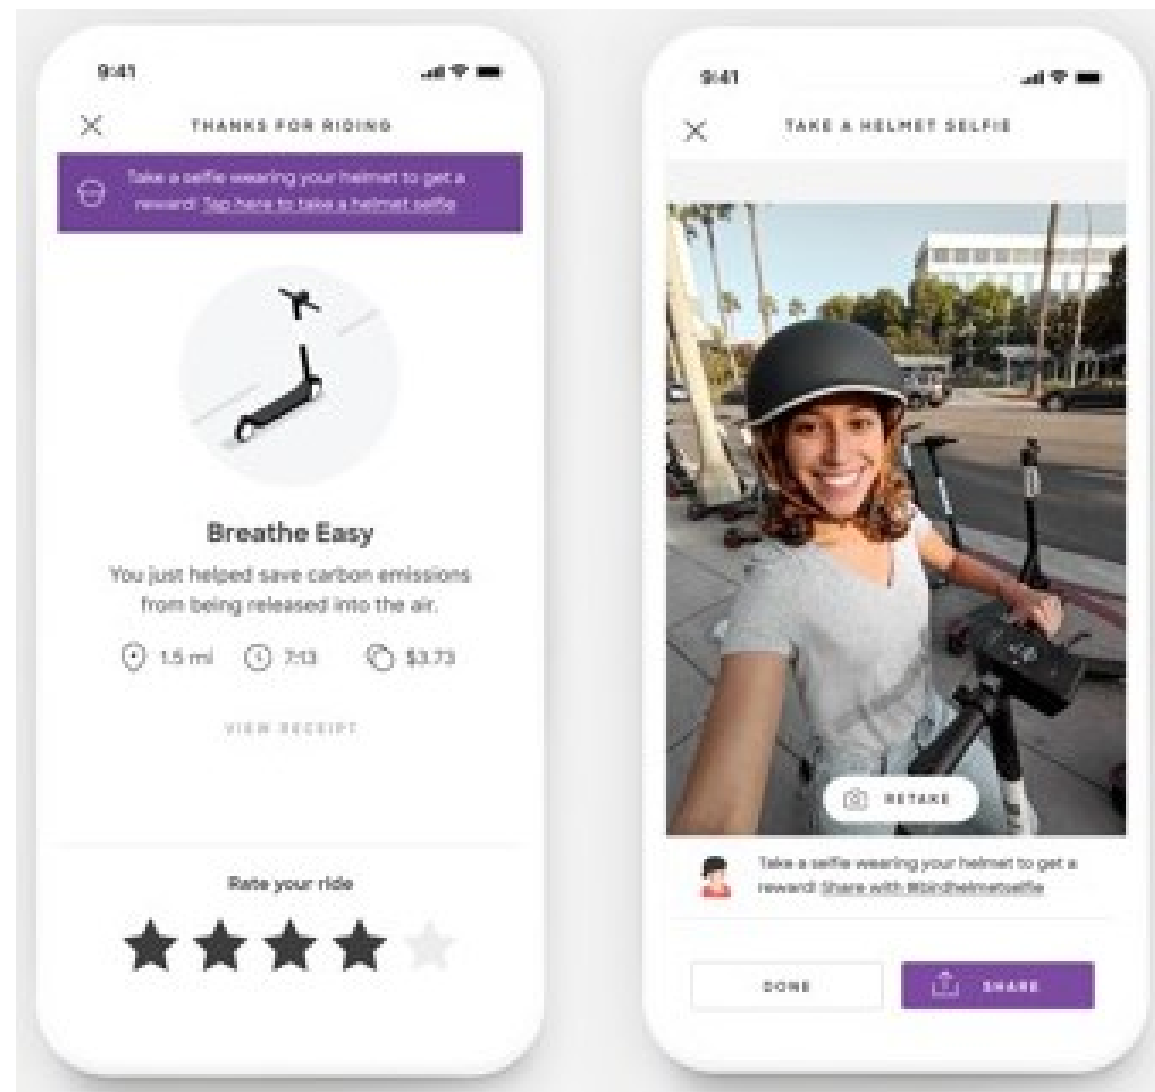 9:41
THANKS FOR RIDING
Take a selfie wearing your helmet to get a
reward! Tap here to take a helmet selfie
Breathe Easy
You just helped save carbon emissions
from being released into the air.
1.5 mi 7:13 $3.73
VIEW RECEIPT
Rate your ride
9:41
TAKE A HELMET SELFIE
RETAKE
Take a selfie wearing your helmet to get a
reward! Share with #birdhelmetselfie
DONE
SHARE